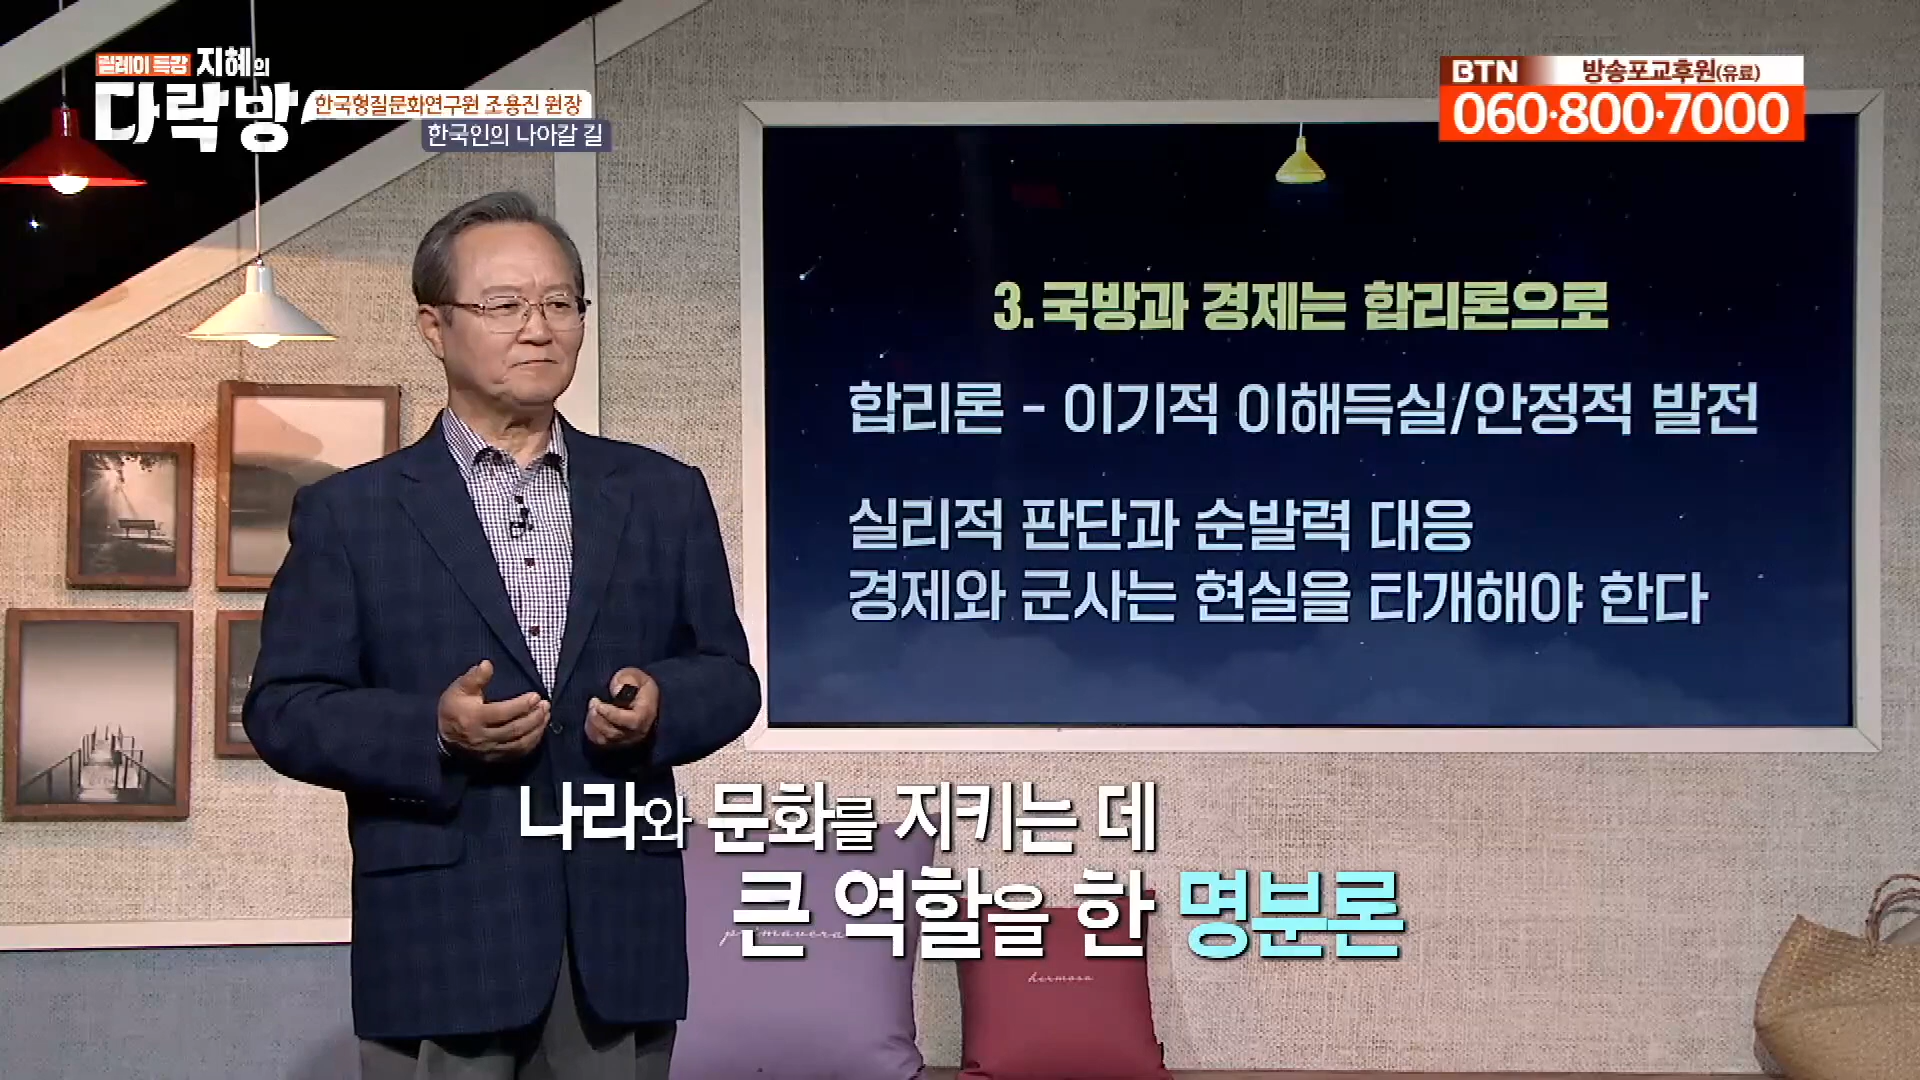 릴레이 특강 지혜의
다락방
한국형질문화연구원 조용진 원장
한국인의 나아갈 길
BTN 방송포교후원(유료)
060·800·7000
3. 국방과 경제는 합리론으로
합리론 - 이기적 이해득실/안정적 발전
실리적 판단과 순발력 대응
경제와 군사는 현실을 타개해야 한다
나라와 문화를 지키는 데
큰 역할을 한 명분론
primavera
hermosa